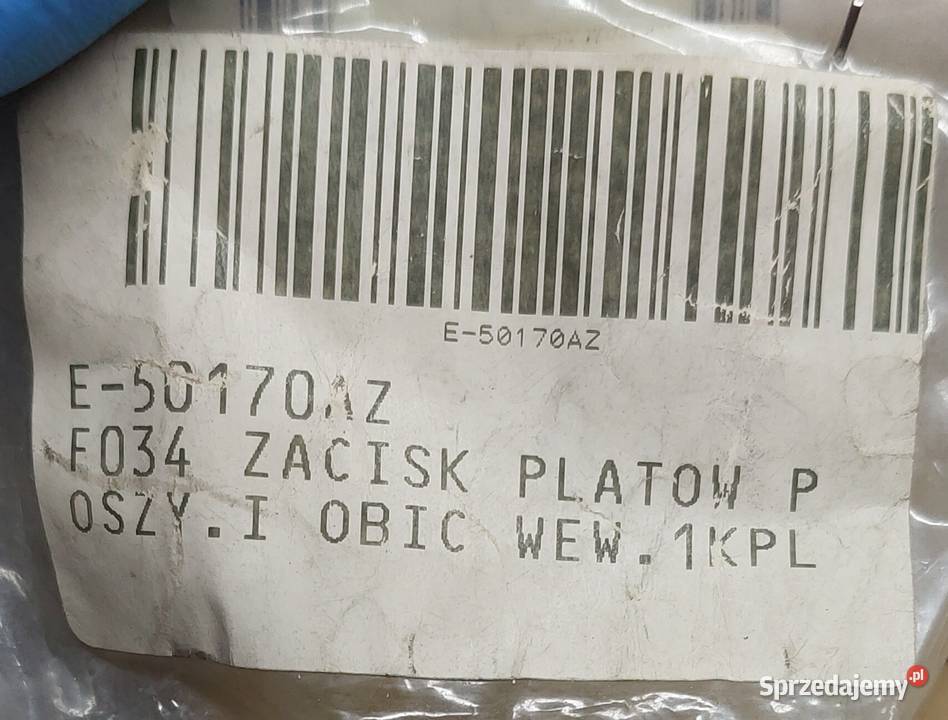 E-50170AZ
E-50170AZ
F034 ZACISK PLATOW P
OSZY.I OBIC WEW.1KPL
Sprzedajemy.pl